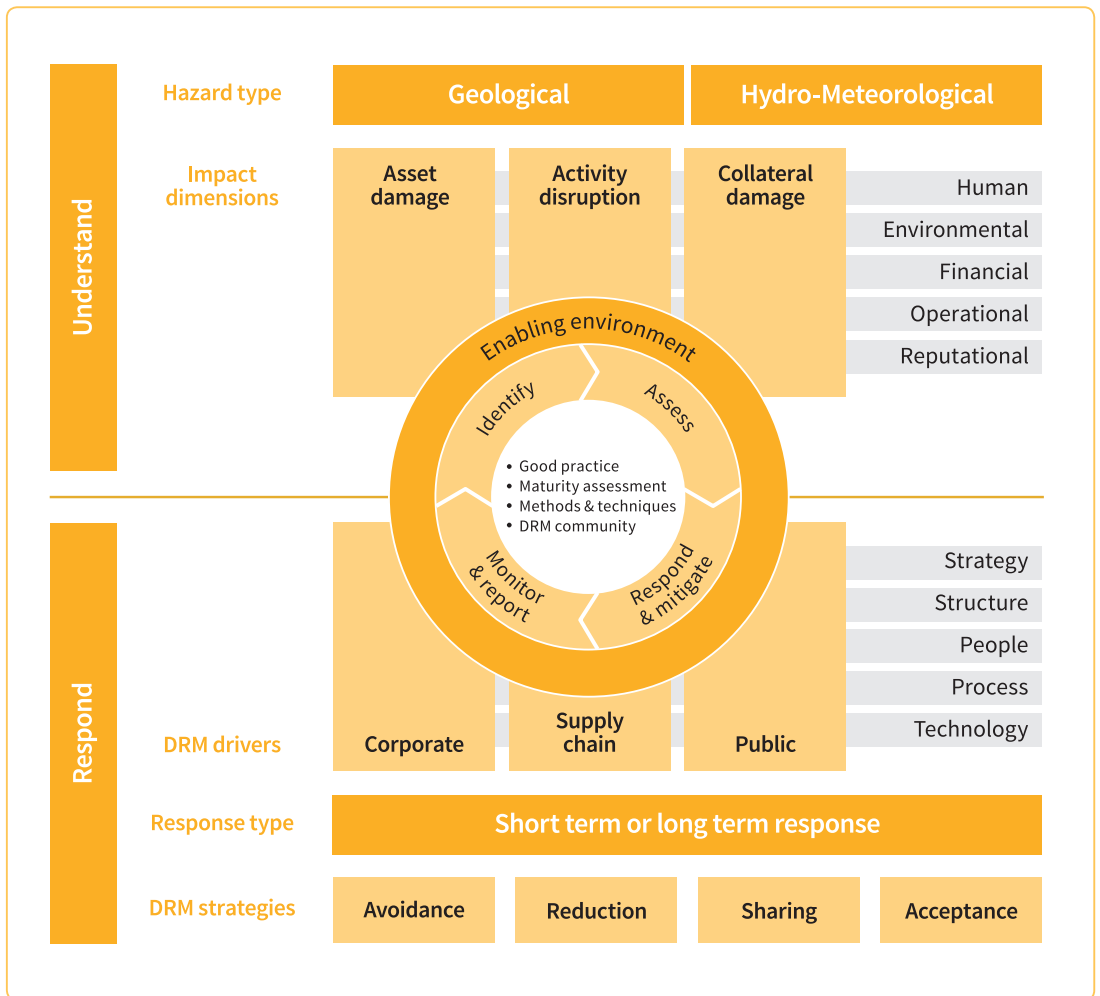 Understand
Hazard type
Geological
Hydro-Meteorological
Impact
dimensions
Asset
damage
Activity
disruption
Collateral
damage
Human
Environmental
Financial
Operational
Reputational
Enabling environment
Identify
Assess
• Good practice
• Maturity assessment
• Methods & techniques
• DRM community
Monitor
& report
Respond
& mitigate
Respond
Strategy
Structure
People
Process
Technology
DRM drivers
Corporate
Supply
chain
Public
Response type
Short term or long term response
DRM strategies
Avoidance
Reduction
Sharing
Acceptance